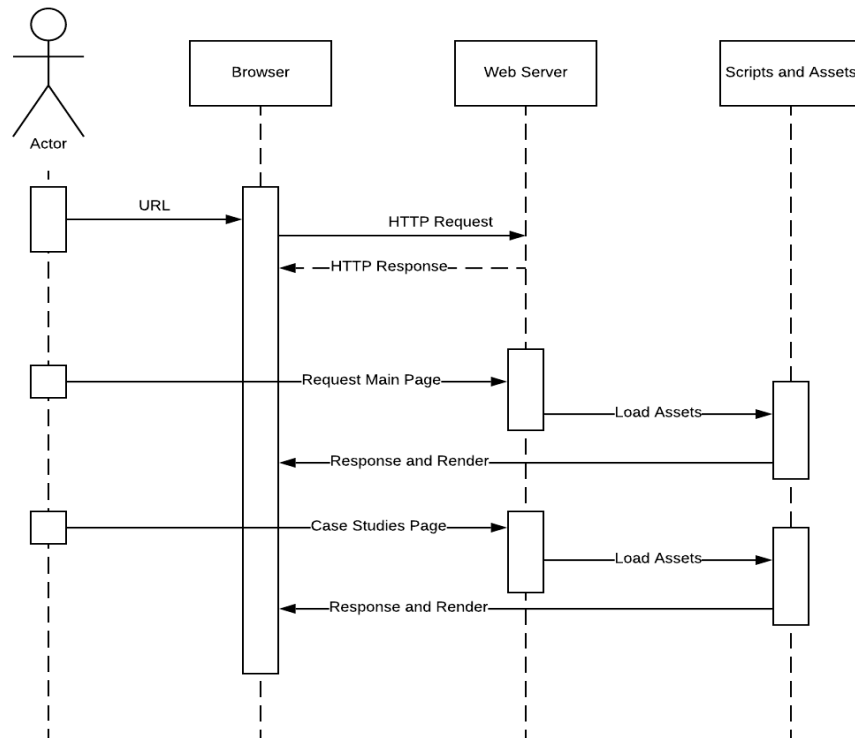 Browser
Web Server
Scripts and Assets
Actor
URL
HTTP Request
HTTP Response
Request Main Page
Load Assets
Response and Render
Case Studies Page
Load Assets
Response and Render